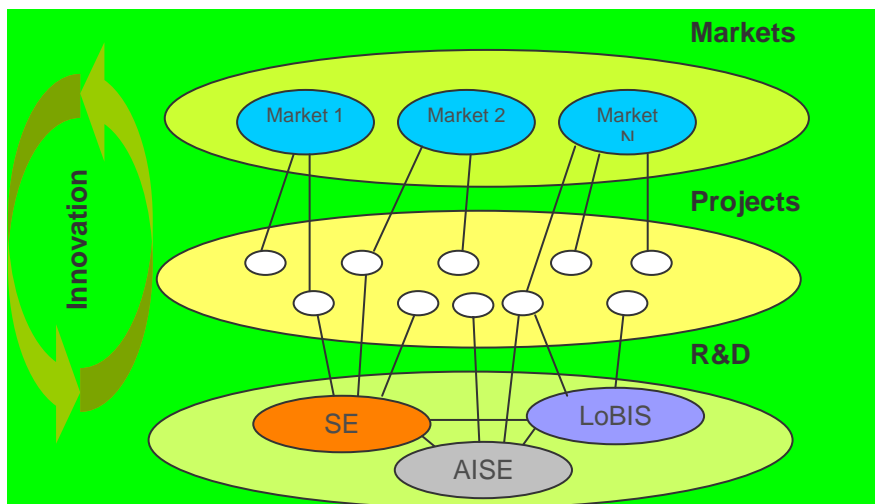 Markets
Market 1
Market 2
Market
N
Projects
Innovation
R&D
SE
LoBIS
AISE